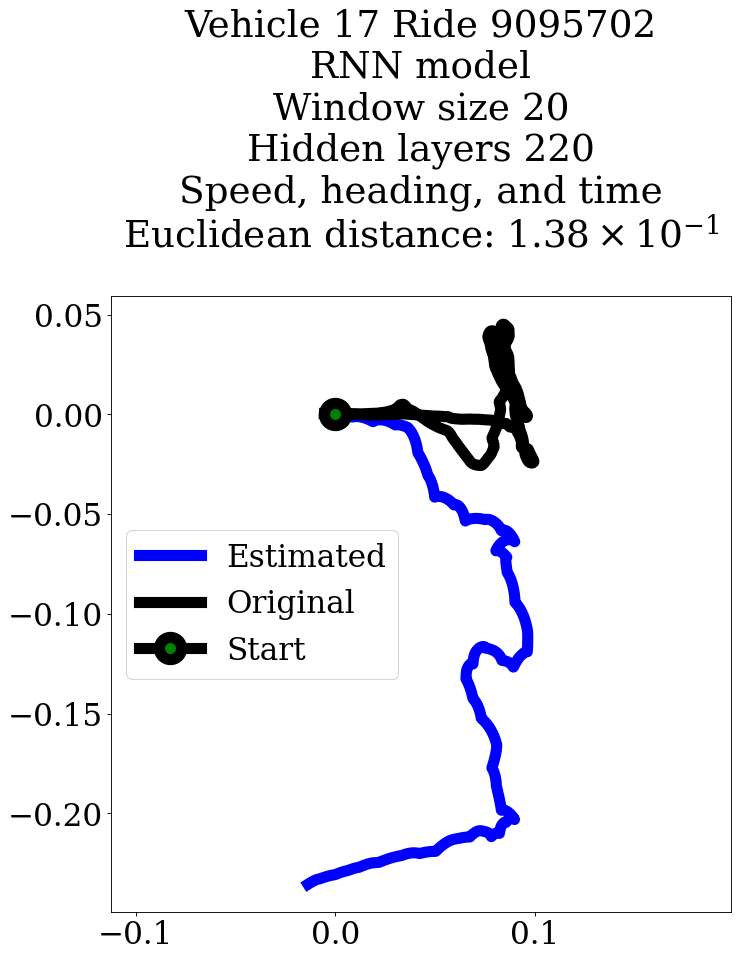 Vehicle 17 Ride 9095702
RNN model
Window size 20
Hidden layers 220
Speed, heading, and time
Euclidean distance: 1.38 × 10⁻¹
0.05
0.00
−0.05
−0.10
−0.15
−0.20
Estimated
Original
Start
−0.1
0.0
0.1